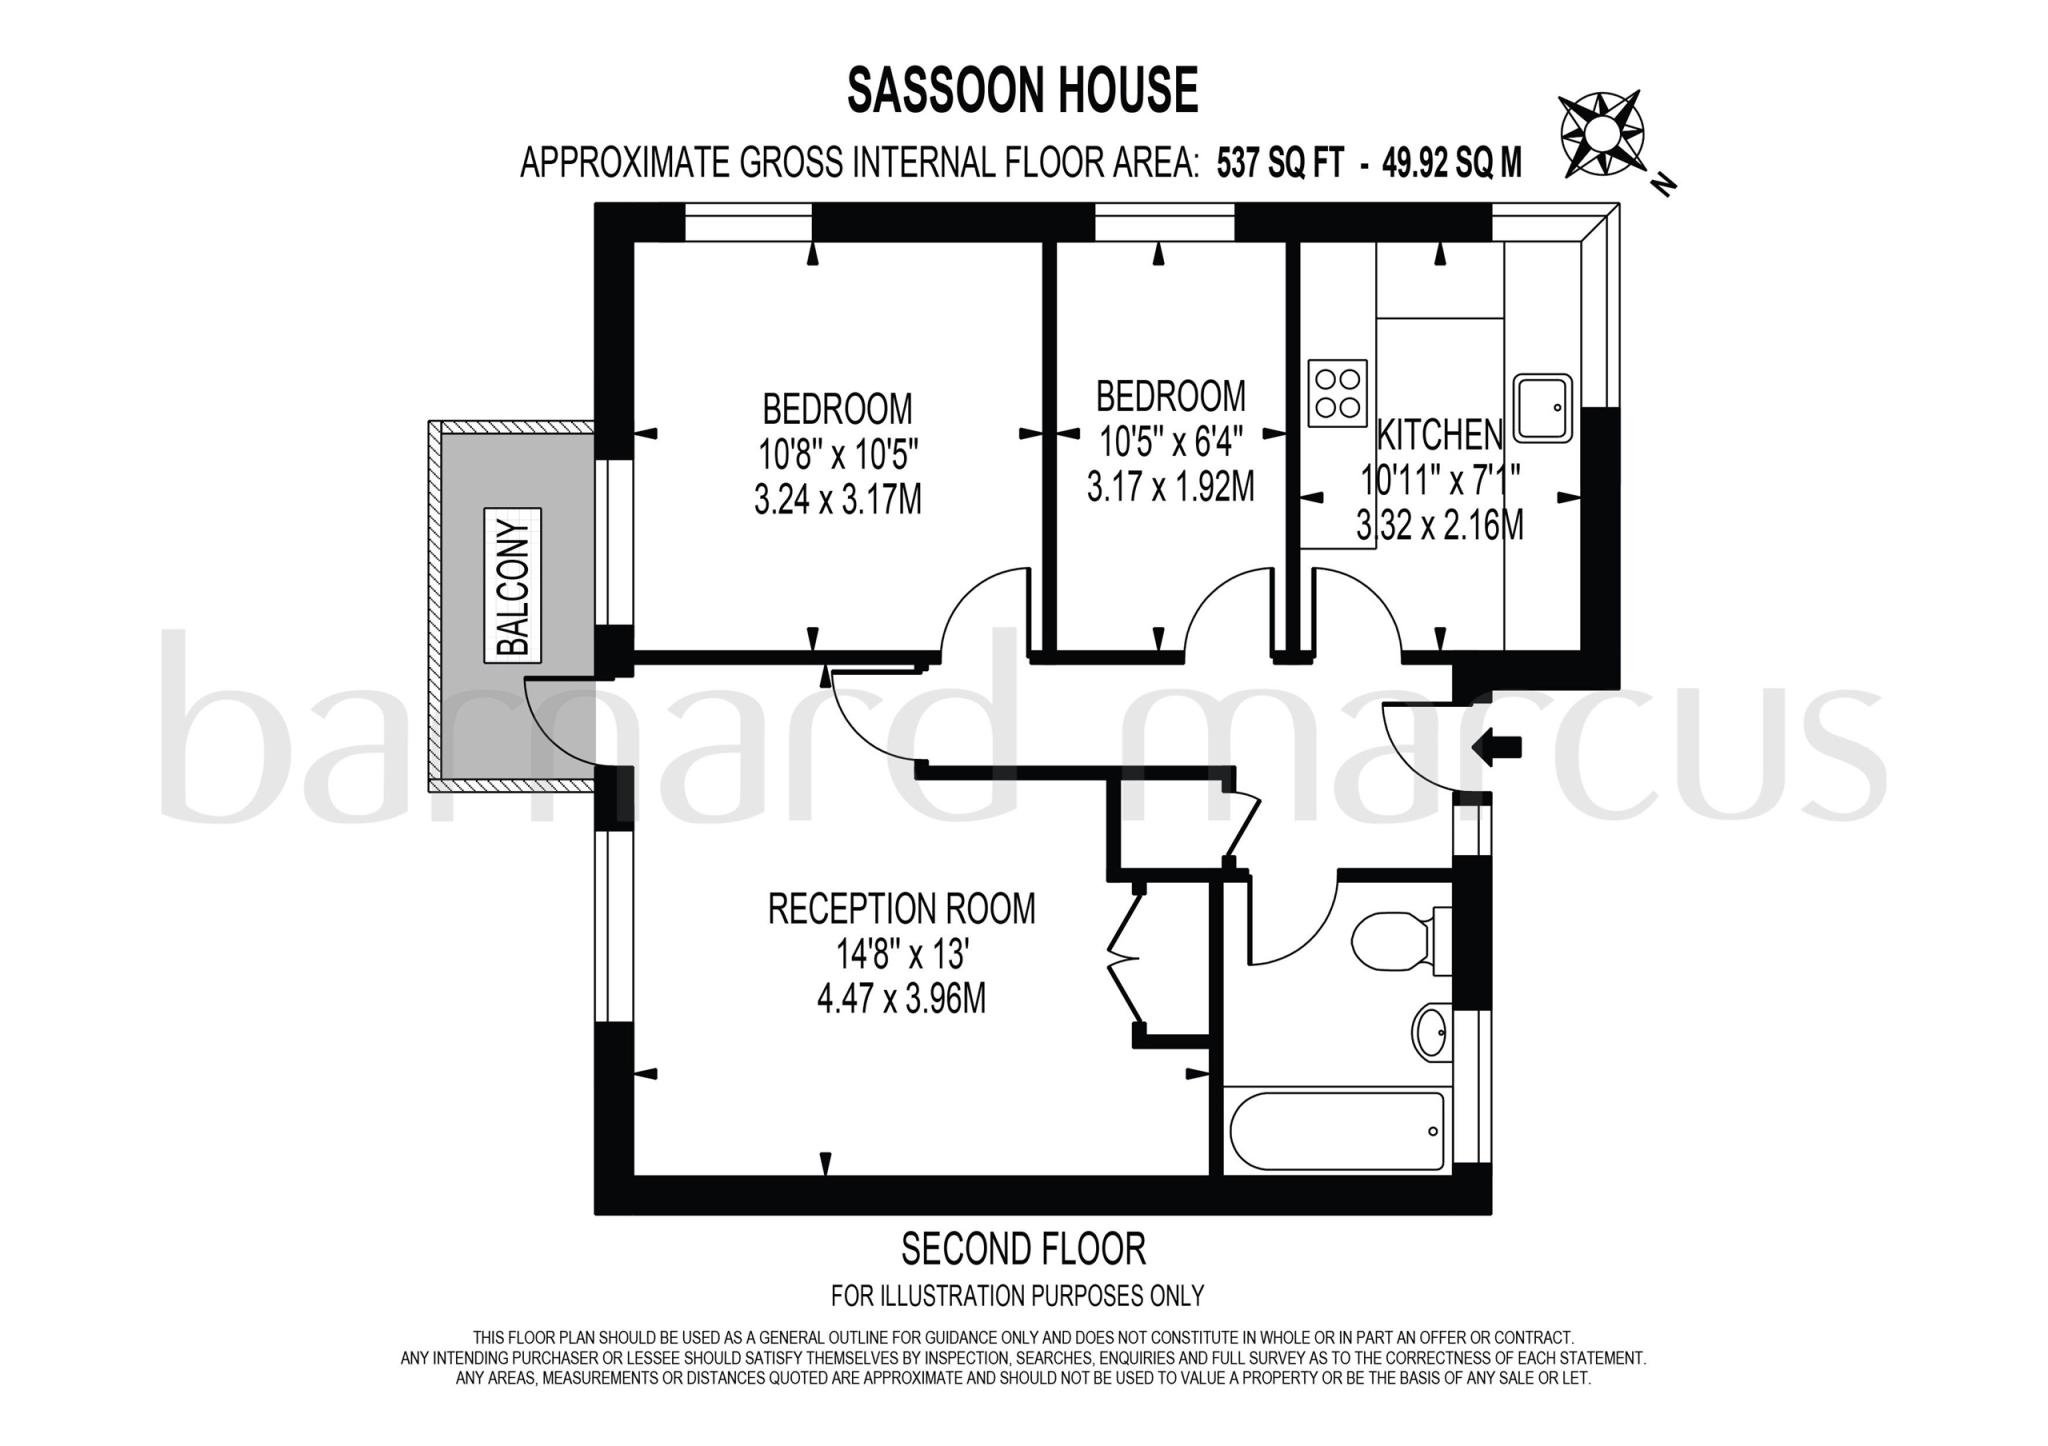 SASSOON HOUSE
APPROXIMATE GROSS INTERNAL FLOOR AREA: 537 SQ FT - 49.92 SQ M
N
BEDROOM
10'8" x 10'5"
3.24 x 3.17M
BEDROOM
10'5" x 6'4"
3.17 x 1.92M
KITCHEN
10'11" x 7'1"
3.32 x 2.16M
BALCONY
barnard marcus
RECEPTION ROOM
14'8" x 13'
4.47 x 3.96M
SECOND FLOOR
FOR ILLUSTRATION PURPOSES ONLY
THIS FLOOR PLAN SHOULD BE USED AS A GENERAL OUTLINE FOR GUIDANCE ONLY AND DOES NOT CONSTITUTE IN WHOLE OR IN PART AN OFFER OR CONTRACT.
ANY INTENDING PURCHASER OR LESSEE SHOULD SATISFY THEMSELVES BY INSPECTION, SEARCHES, ENQUIRIES AND FULL SURVEY AS TO THE CORRECTNESS OF EACH STATEMENT.
ANY AREAS, MEASUREMENTS OR DISTANCES QUOTED ARE APPROXIMATE AND SHOULD NOT BE USED TO VALUE A PROPERTY OR BE THE BASIS OF ANY SALE OR LET.